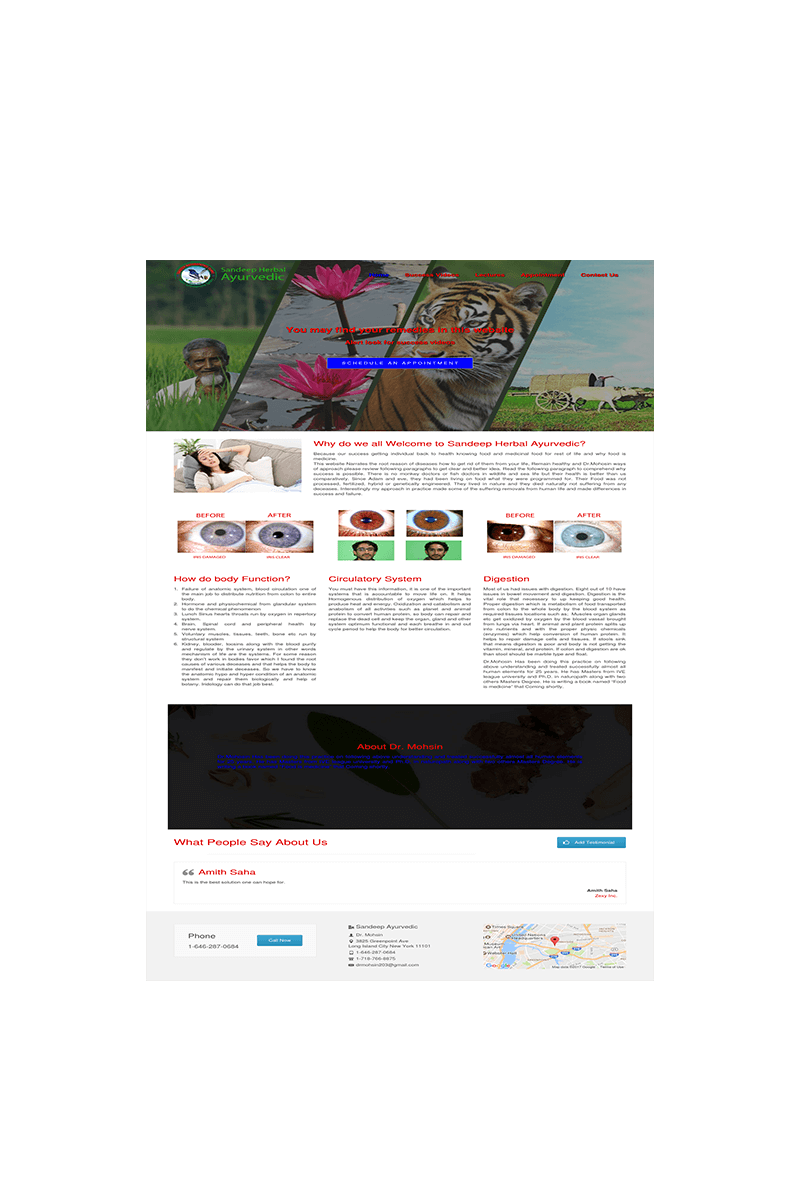 Sandeep Herbal
Ayurvedic
Home Success Videos Contact Us
You may find your remedies in this website
SCHEDULE AN APPOINTMENT
Why do we all Welcome to Sandeep Herbal Ayurvedic?
Because our success getting individual back to health knowing food and medicinal food for rest of life and why food is
medicine.
This website Narrates the root reason of diseases how to get rid of them from your life, Remain healthy and Dr.Mohosin ways
of approach please review following paragraphs to get clear and better idea. Read the following paragraph to comprehend why
success is possible. There is no monkey doctors or fish doctors in wildlife and sea life but their health is better than us
comparatively. Since Adam and eve, they had been living on food what they were programmed for. Their Food was not
processed, fertilized, hybrid or genetically engineered. They lived in nature and they died naturally not suffering from any
deceases. Interestingly my approach in practice made some of the suffering removals from human life and made differences in
success and failure.
BEFORE AFTER
IRIS DAMAGED IRIS CLEAR
BEFORE AFTER
IRIS DAMAGED IRIS CLEAR
How do body Function?
1. Failure of anatomic system, blood circulation one of
the main job to distribute nutrition from colon to entire
body.
2. Hormone and physiochemical from glandular system
to do the chemical phenomenon
3. Lunch Sinus hearts throats run by oxygen in repertory
system.
4. Brain, Spinal cord and peripheral health by
nerve system.
5. Voluntary muscles, tissues, teeth, bone etc run by
structural system
6. Kidney, bladder, toxsins along with the blood purify
and regulate by the urinary system in other words
mechanism of life are the systems. For some reason
they don't work in bodies favor which I found the root
causes of various deceases and that helps the body to
manifest and initiate deceases. So we have to know
the anatomic-hypo and hyper condition of an anatomic
system and repair them biologically and help of
botany. Iridology can do that job best.
Circulatory System
You must have this information, it is one of the important
systems that is accountable to move life on. It helps
Homogenous distribution of oxygen which helps to
produce heat and energy. Oxidization and catabolism and
anabolism of all activities such as planet and animal
protein to convert human protein, so body can repair and
replace the dead cell and keep the organ, gland and other
system optimum functional and each breathe in and out
cycle period to help the body for better circulation.
Digestion
Most of us had issues with digestion. Eight out of 10 have
issues in bowel movement and digestion. Digestion is the
vital role that necessary to up keeping good health.
Proper digestion which is metabolism of food transported
from colon to the whole body by the blood system as
required tissues locations such as, Muscles organ glands
etc get oxidized by oxygen by the blood vessel brought
from lungs via heart. If animal and plant protein splits up
into nutrients and with the proper physic chemicals
(enzymes) which help conversion of human protein. It
helps to repair damage cells and tissues. If stools sink
that means digestion is poor and body is not getting the
vitamin, mineral, and protein. If colon and digestion are ok
than stool should be marble type and float.
Dr.Mohosin Has been doing this practice on following
above understanding and treated successfully almost all
human elements for 25 years. He has Masters from IVE
league university and Ph.D. in naturopath along with two
others Masters Degree. He is writing a book named "Food
is medicine" that Coming shortly.
About Dr. Mohsin
What People Say About Us
Add Testimonial
Amith Saha
This is the best solution one can hope for.
Amith Saha
Zaxy Inc.
Phone
1-646-287-0684
Call Now
Sandeep Ayurvedic
Dr. Mohsin
3825 Greenpoint Ave
Long Island City New York 11101
1-646-287-0684
1-718-766-8875
drmohsin203@gmail.com
Times Square
United Nations
Headquarters
Google
Map data ©2017 Google Terms of Use